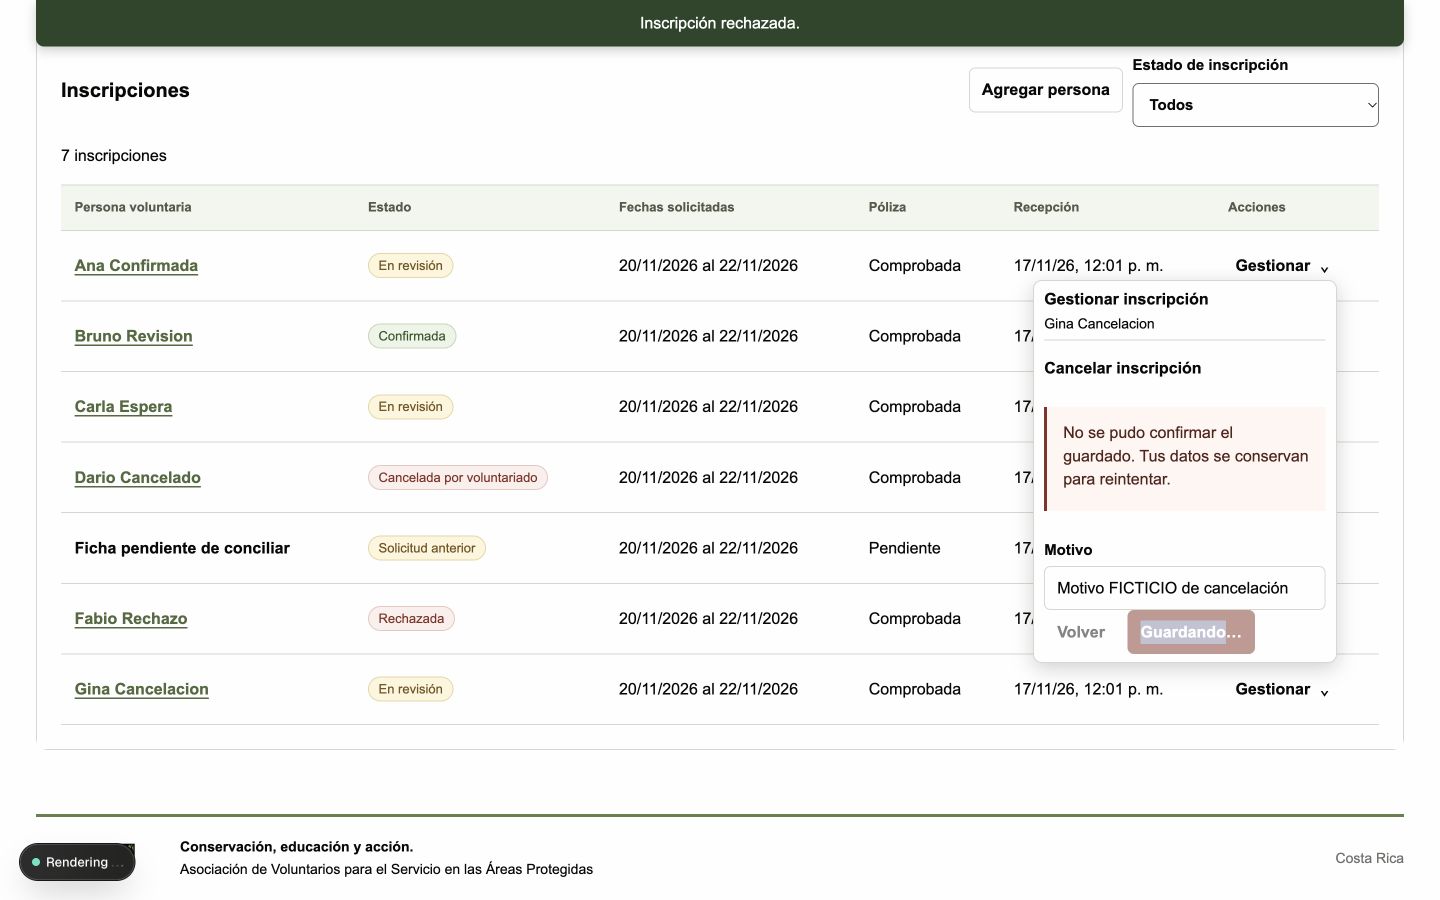 Inscripción rechazada.
Inscripciones
Agregar persona
Estado de inscripción
Todos
7 inscripciones
Persona voluntaria Estado Fechas solicitadas Póliza Recepción Acciones
Ana Confirmada En revisión 20/11/2026 al 22/11/2026 Comprobada 17/11/26, 12:01 p. m. Gestionar
Bruno Revision Confirmada 20/11/2026 al 22/11/2026 Comprobada 17/
Carla Espera En revisión 20/11/2026 al 22/11/2026 Comprobada 17/
Dario Cancelado Cancelada por voluntariado 20/11/2026 al 22/11/2026 Comprobada 17/
Ficha pendiente de conciliar Solicitud anterior 20/11/2026 al 22/11/2026 Pendiente 17/
Fabio Rechazo Rechazada 20/11/2026 al 22/11/2026 Comprobada 17/
Gina Cancelacion En revisión 20/11/2026 al 22/11/2026 Comprobada 17/11/26, 12:01 p. m. Gestionar
Gestionar inscripción
Gina Cancelacion
Cancelar inscripción
No se pudo confirmar el
guardado. Tus datos se conservan
para reintentar.
Motivo
Motivo FICTICIO de cancelación
Volver Guardando...
Rendering ...
Conservación, educación y acción.
Asociación de Voluntarios para el Servicio en las Áreas Protegidas
Costa Rica